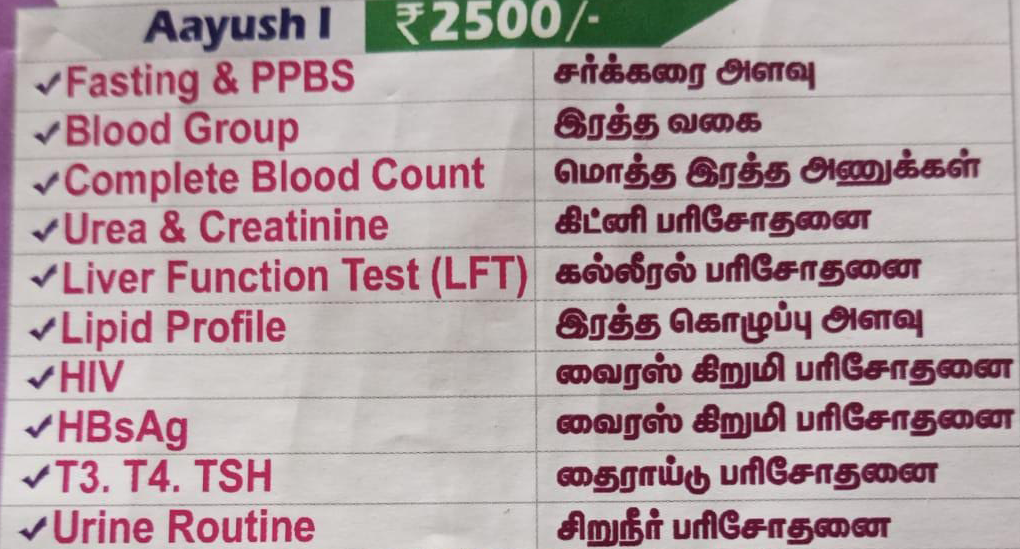 Aayush I ₹2500/-
✓Fasting & PPBS சர்க்கரை அளவு
✓Blood Group இரத்த வகை
✓Complete Blood Count மொத்த இரத்த அணுக்கள்
✓Urea & Creatinine கிட்னி பரிசோதனை
✓Liver Function Test (LFT) கல்லீரல் பரிசோதனை
✓Lipid Profile இரத்த கொழுப்பு அளவு
✓HIV வைரஸ் கிறுமி பரிசோதனை
✓HBsAg வைரஸ் கிறுமி பரிசோதனை
✓T3. T4. TSH தைராய்டு பரிசோதனை
✓Urine Routine சிறுநீர் பரிசோதனை